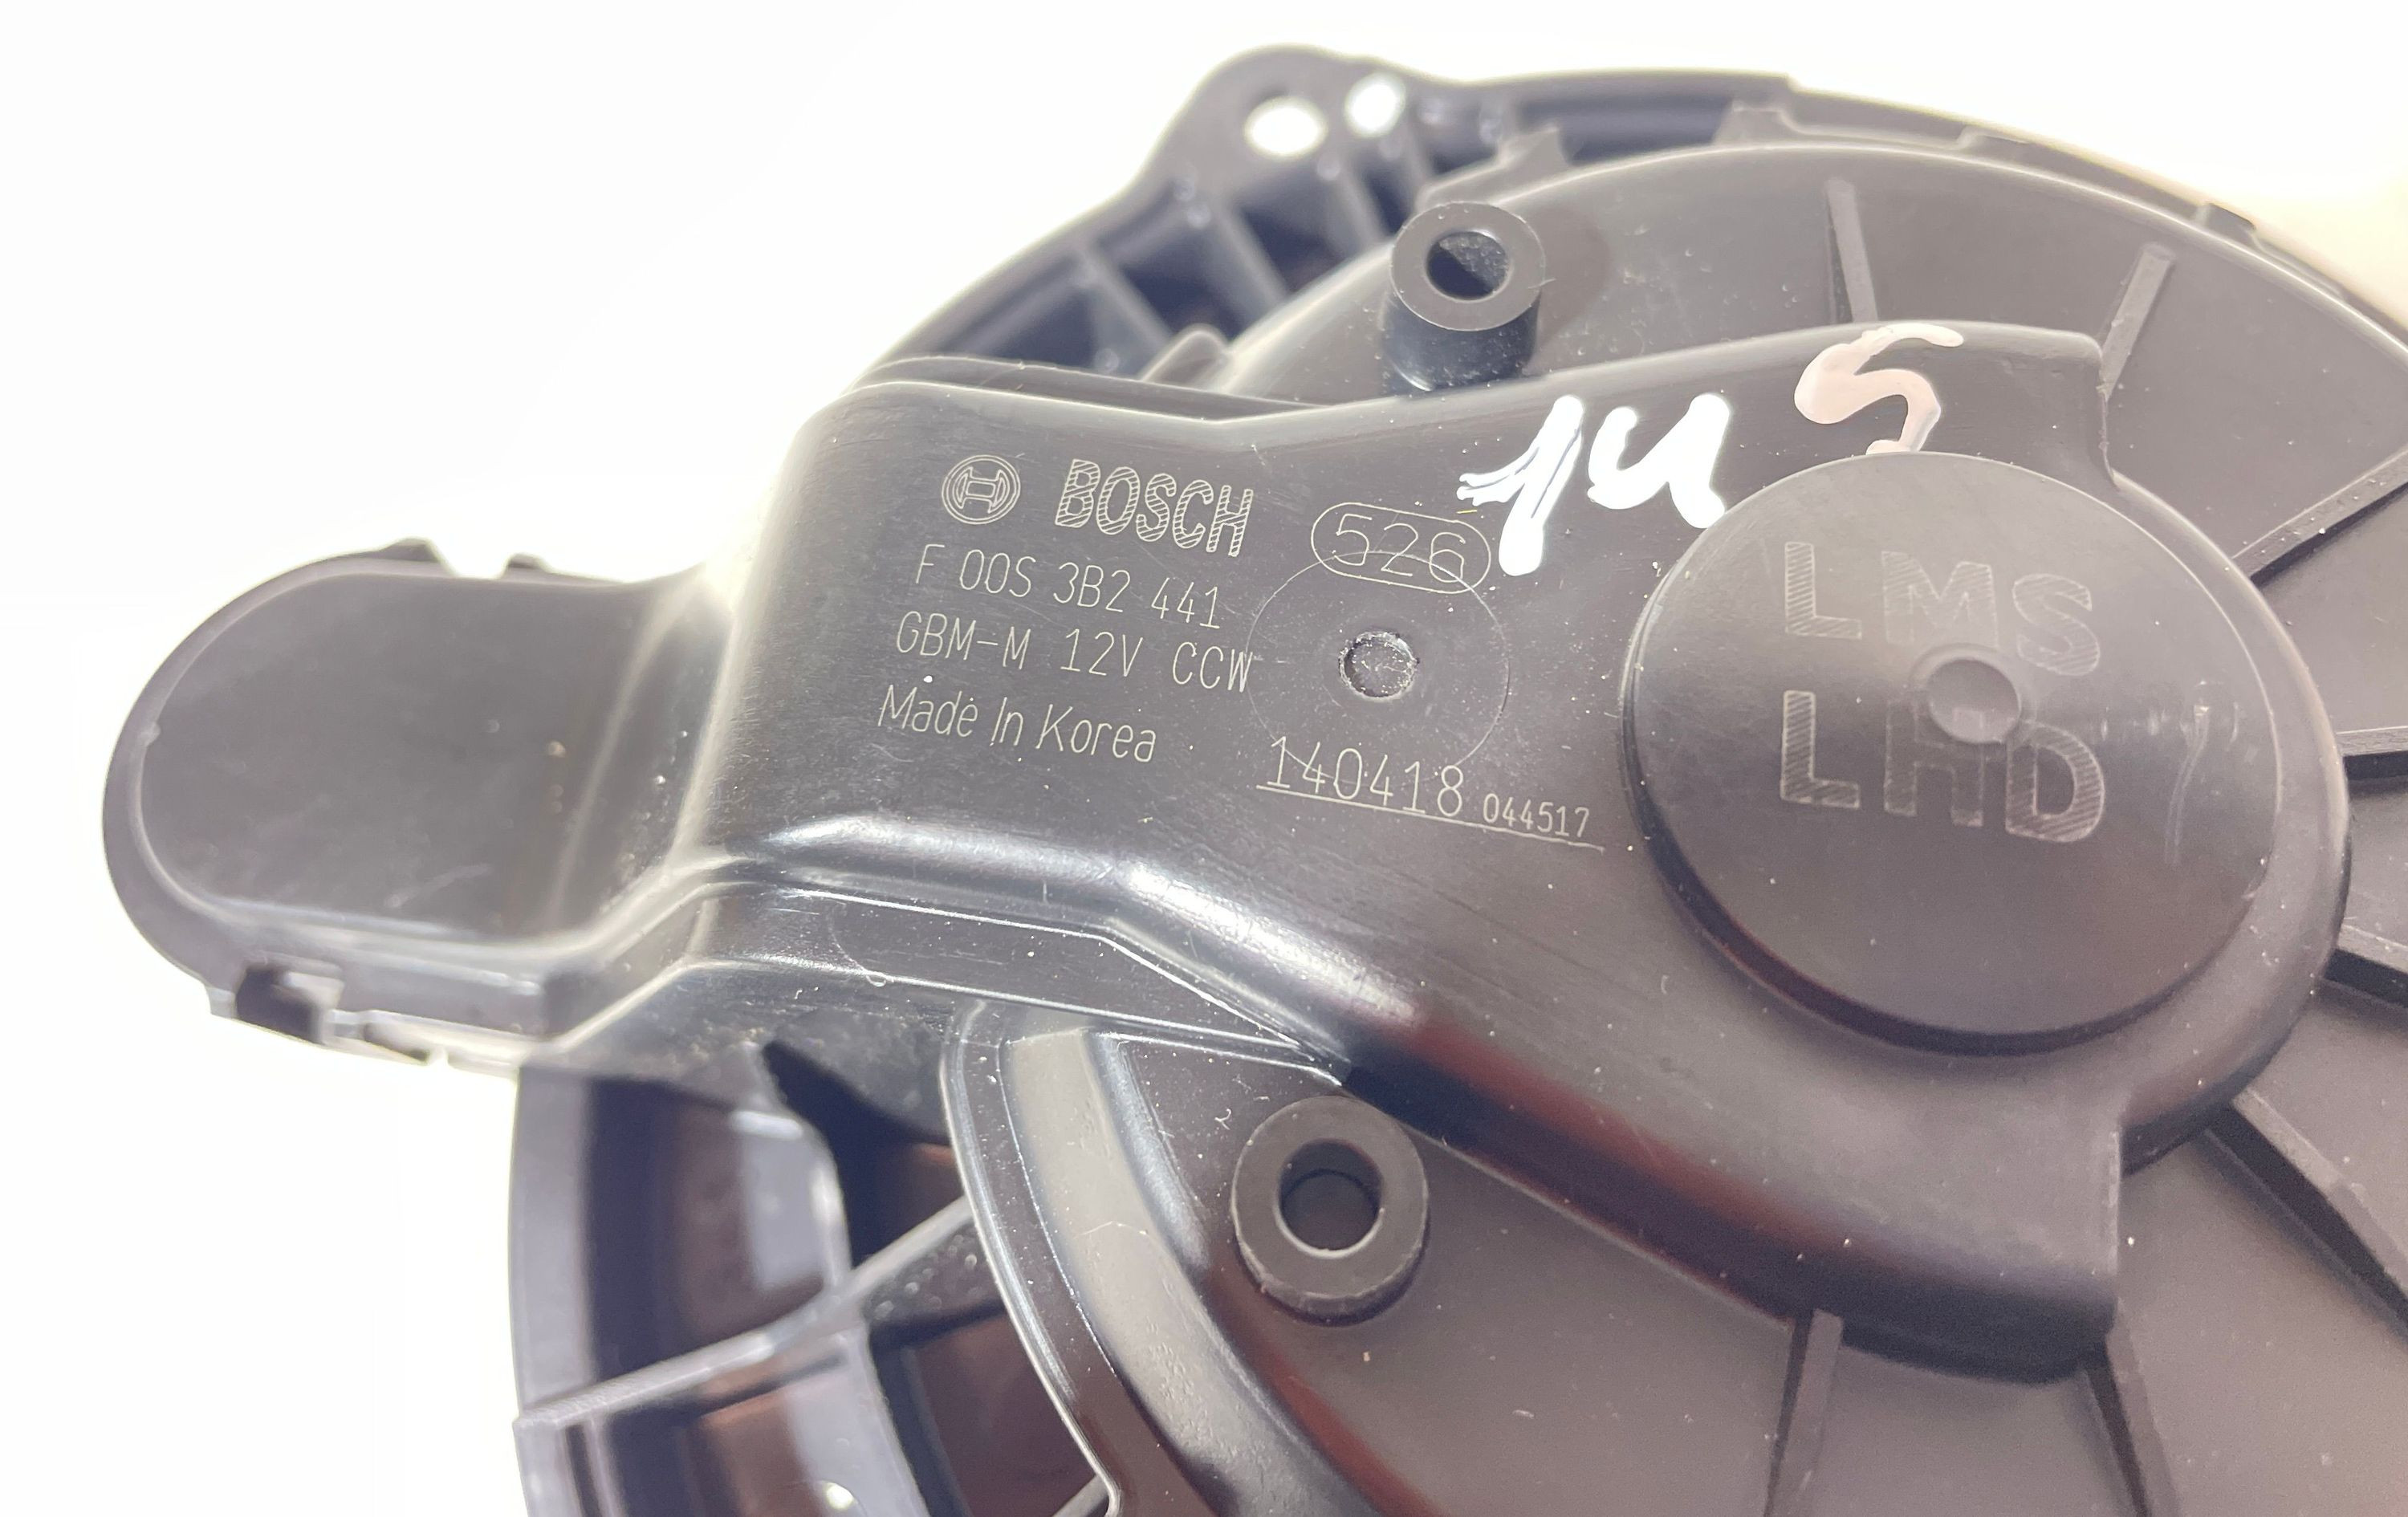 BOSCH
526
F 00S 3B2 441
GBM-M 12V CCW
Made In Korea
140418 044517
LMS
LHD